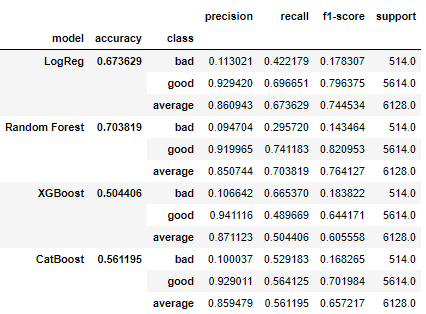 precision recall f1-score support
model accuracy class
LogReg 0.673629 bad 0.113021 0.422179 0.178307 514.0
good 0.929420 0.696651 0.796375 5614.0
average 0.860943 0.673629 0.744534 6128.0
Random Forest 0.703819 bad 0.094704 0.295720 0.143464 514.0
good 0.919965 0.741183 0.820953 5614.0
average 0.850744 0.703819 0.764127 6128.0
XGBoost 0.504406 bad 0.106642 0.665370 0.183822 514.0
good 0.941116 0.489669 0.644171 5614.0
average 0.871123 0.504406 0.605558 6128.0
CatBoost 0.561195 bad 0.100037 0.529183 0.168265 514.0
good 0.929011 0.564125 0.701984 5614.0
average 0.859479 0.561195 0.657217 6128.0